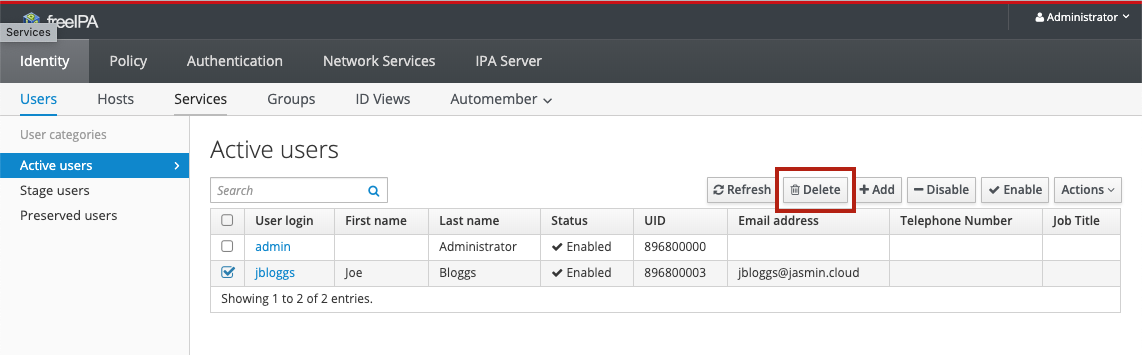 freeIPA
Administrator
Services
Identity Policy Authentication Network Services IPA Server
Users Hosts Services Groups ID Views Automember
User categories
Active users
Stage users
Preserved users
Active users
Search
Refresh Delete Add Disable Enable Actions
User login First name Last name Status UID Email address Telephone Number Job Title
admin Administrator Enabled 896800000
jbloggs Joe Bloggs Enabled 896800003 jbloggs@jasmin.cloud
Showing 1 to 2 of 2 entries.